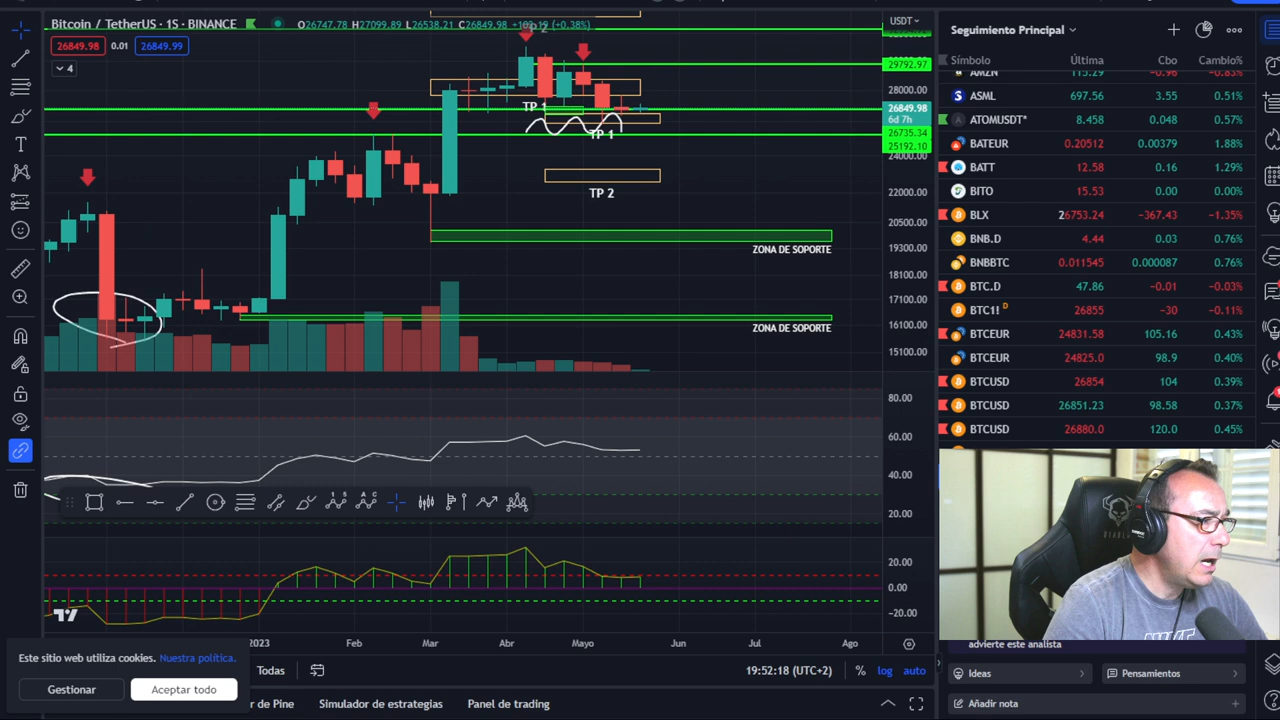 Bitcoin / TetherUS · 1S · BINANCE O26747.78 H27099.89 L26538.21 C26849.98 +102.19 (+0.38%)
26849.98 0.01 26849.99
4
TP 2
TP 1
TP 1
TP 2
ZONA DE SOPORTE
ZONA DE SOPORTE
USDT
29792.97
28000.00
26849.98
6d 7h
26735.34
25192.10
24000.00
22000.00
20500.00
19300.00
18100.00
17100.00
16100.00
15100.00
80.00
60.00
40.00
20.00
20.00
0.00
−20.00
2023 Feb Mar Abr Mayo Jun Jul Ago
Este sitio web utiliza cookies. Nuestra política.
Gestionar Aceptar todo
Todas
19:52:18 (UTC+2) % log auto
r de Pine Simulador de estrategias Panel de trading
Seguimiento Principal
Símbolo Última Cbo Cambio%
AMZN 115.29 −0.96 −0.83%
ASML 697.56 3.55 0.51%
ATOMUSDT* 8.458 0.048 0.57%
BATEUR 0.20512 0.00379 1.88%
BATT 12.58 0.16 1.29%
BITO 15.53 0.00 0.00%
BLX 26753.24 −367.43 −1.35%
BNB.D 4.44 0.03 0.76%
BNBBTC 0.011545 0.000087 0.76%
BTC.D 47.86 −0.01 −0.03%
BTC1! D 26855 −30 −0.11%
BTCEUR 24831.58 105.16 0.43%
BTCEUR 24825.0 98.9 0.40%
BTCUSD 26854 104 0.39%
BTCUSD 26851.23 98.58 0.37%
BTCUSD 26880.0 120.0 0.45%
DIABLO
NIKE
advierte este analista
Ideas Pensamientos
Añadir nota